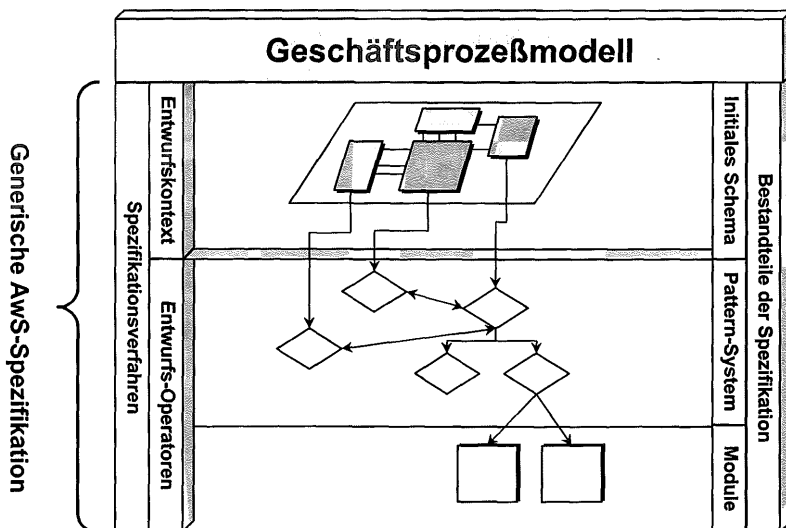 Geschäftsprozeßmodell
Generische AwS-Spezifikation
Spezifikationsverfahren
Entwurfskontext
Entwurfs-Operatoren
Initiales Schema
Pattern-System
Module
Bestandteile der Spezifikation